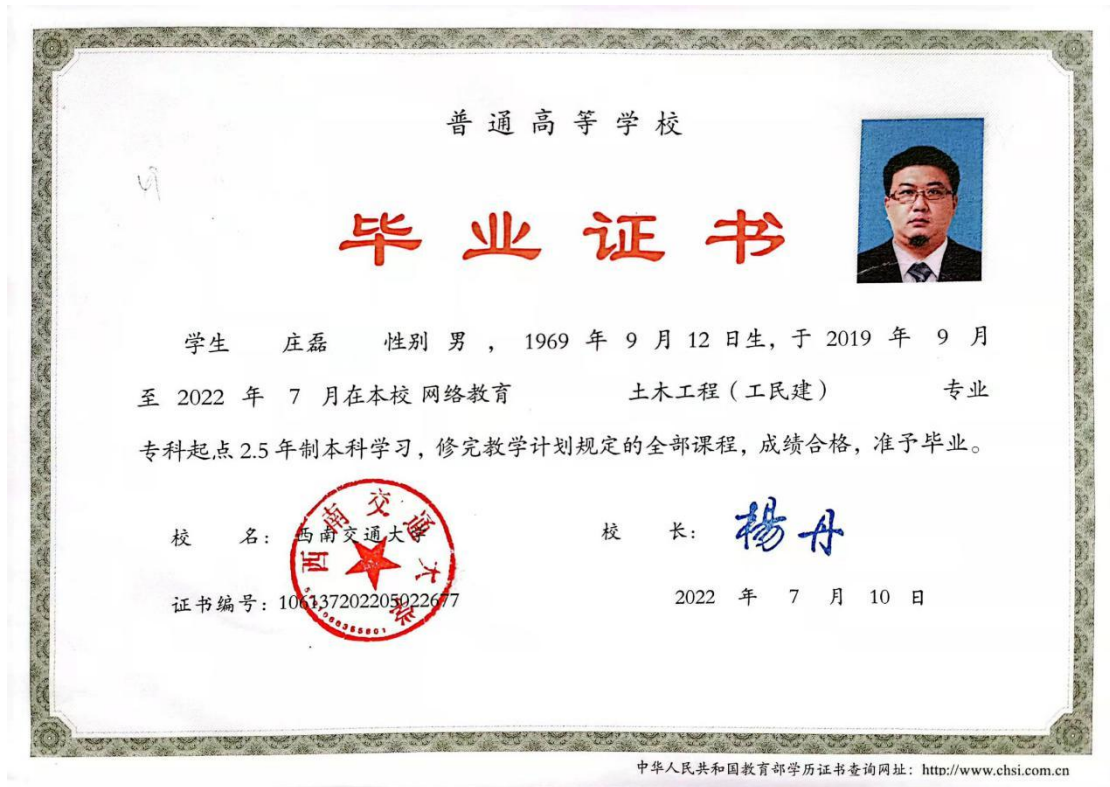 普通高等学校
毕业证书
学生 庄磊 性别 男 ， 1969 年 9 月 12 日生，于 2019 年 9 月
至 2022 年 7 月在本校 网络教育 土木工程（工民建） 专业
专科起点 2.5 年制本科学习，修完教学计划规定的全部课程，成绩合格，准予毕业。
校 名：西南交通大学
西南交通大学
校 长：楊丹
证书编号：106137202205022677
2022 年 7 月 10 日
中华人民共和国教育部学历证书查询网址：http://www.chsi.com.cn